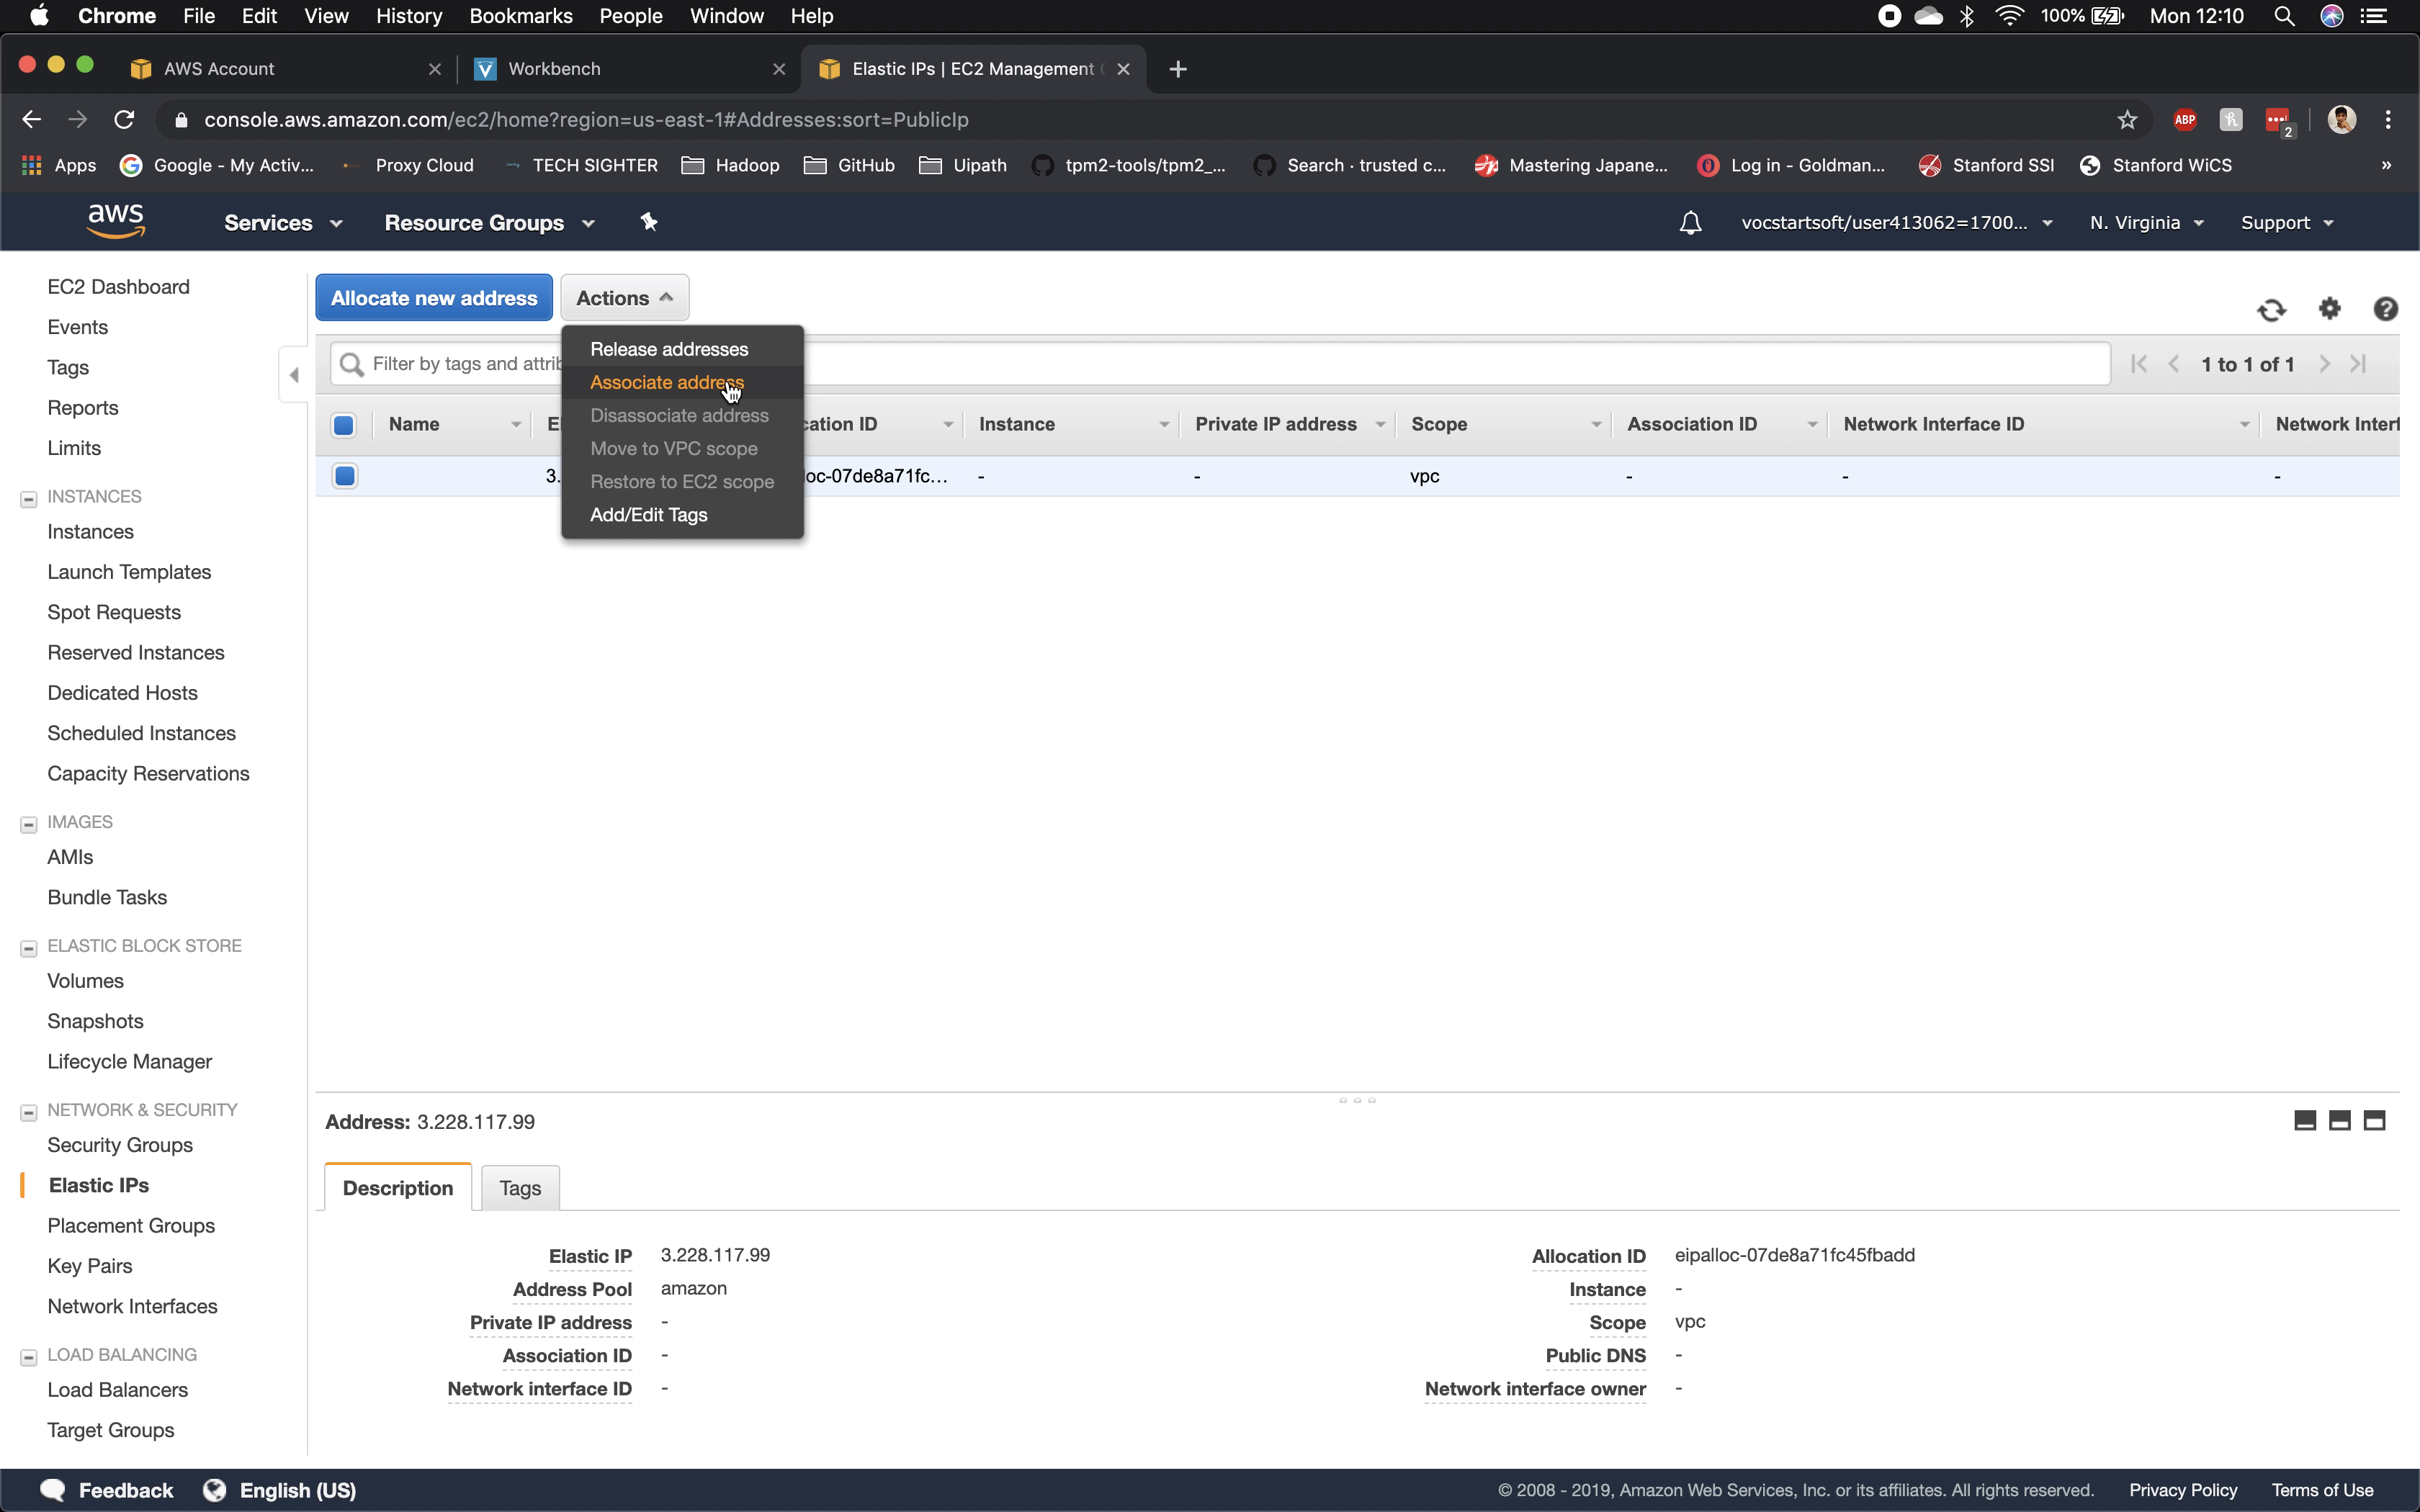 Chrome File Edit View History Bookmarks People Window Help 100% Mon 12:10
AWS Account Workbench Elastic IPs | EC2 Management
console.aws.amazon.com/ec2/home?region=us-east-1#Addresses:sort=PublicIp ABP 2
Apps Google - My Activ... Proxy Cloud TECH SIGHTER Hadoop GitHub Uipath tpm2-tools/tpm2_... Search · trusted c... Mastering Japane... Log in - Goldman... Stanford SSI Stanford WiCS »
aws Services Resource Groups vocstartsoft/user413062=1700... N. Virginia Support
EC2 Dashboard
Events
Tags
Reports
Limits
INSTANCES
Instances
Launch Templates
Spot Requests
Reserved Instances
Dedicated Hosts
Scheduled Instances
Capacity Reservations
IMAGES
AMIs
Bundle Tasks
ELASTIC BLOCK STORE
Volumes
Snapshots
Lifecycle Manager
NETWORK & SECURITY
Security Groups
Elastic IPs
Placement Groups
Key Pairs
Network Interfaces
LOAD BALANCING
Load Balancers
Target Groups
Allocate new address Actions
Filter by tags and attrib 1 to 1 of 1
Release addresses
Associate address
Disassociate address
Move to VPC scope
Restore to EC2 scope
Add/Edit Tags
Name El cation ID Instance Private IP address Scope Association ID Network Interface ID Network Interf
3. loc-07de8a71fc... - - vpc - - -
Address: 3.228.117.99
Description Tags
Elastic IP 3.228.117.99 Allocation ID eipalloc-07de8a71fc45fbadd
Address Pool amazon Instance -
Private IP address - Scope vpc
Association ID - Public DNS -
Network interface ID - Network interface owner -
Feedback English (US) © 2008 - 2019, Amazon Web Services, Inc. or its affiliates. All rights reserved. Privacy Policy Terms of Use